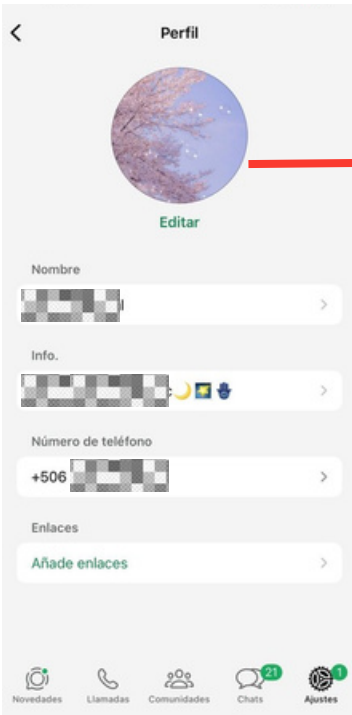 Perfil
Editar
Nombre
Info.
Número de teléfono
+506
Enlaces
Añade enlaces
21
1
Novedades Llamadas Comunidades Chats Ajustes